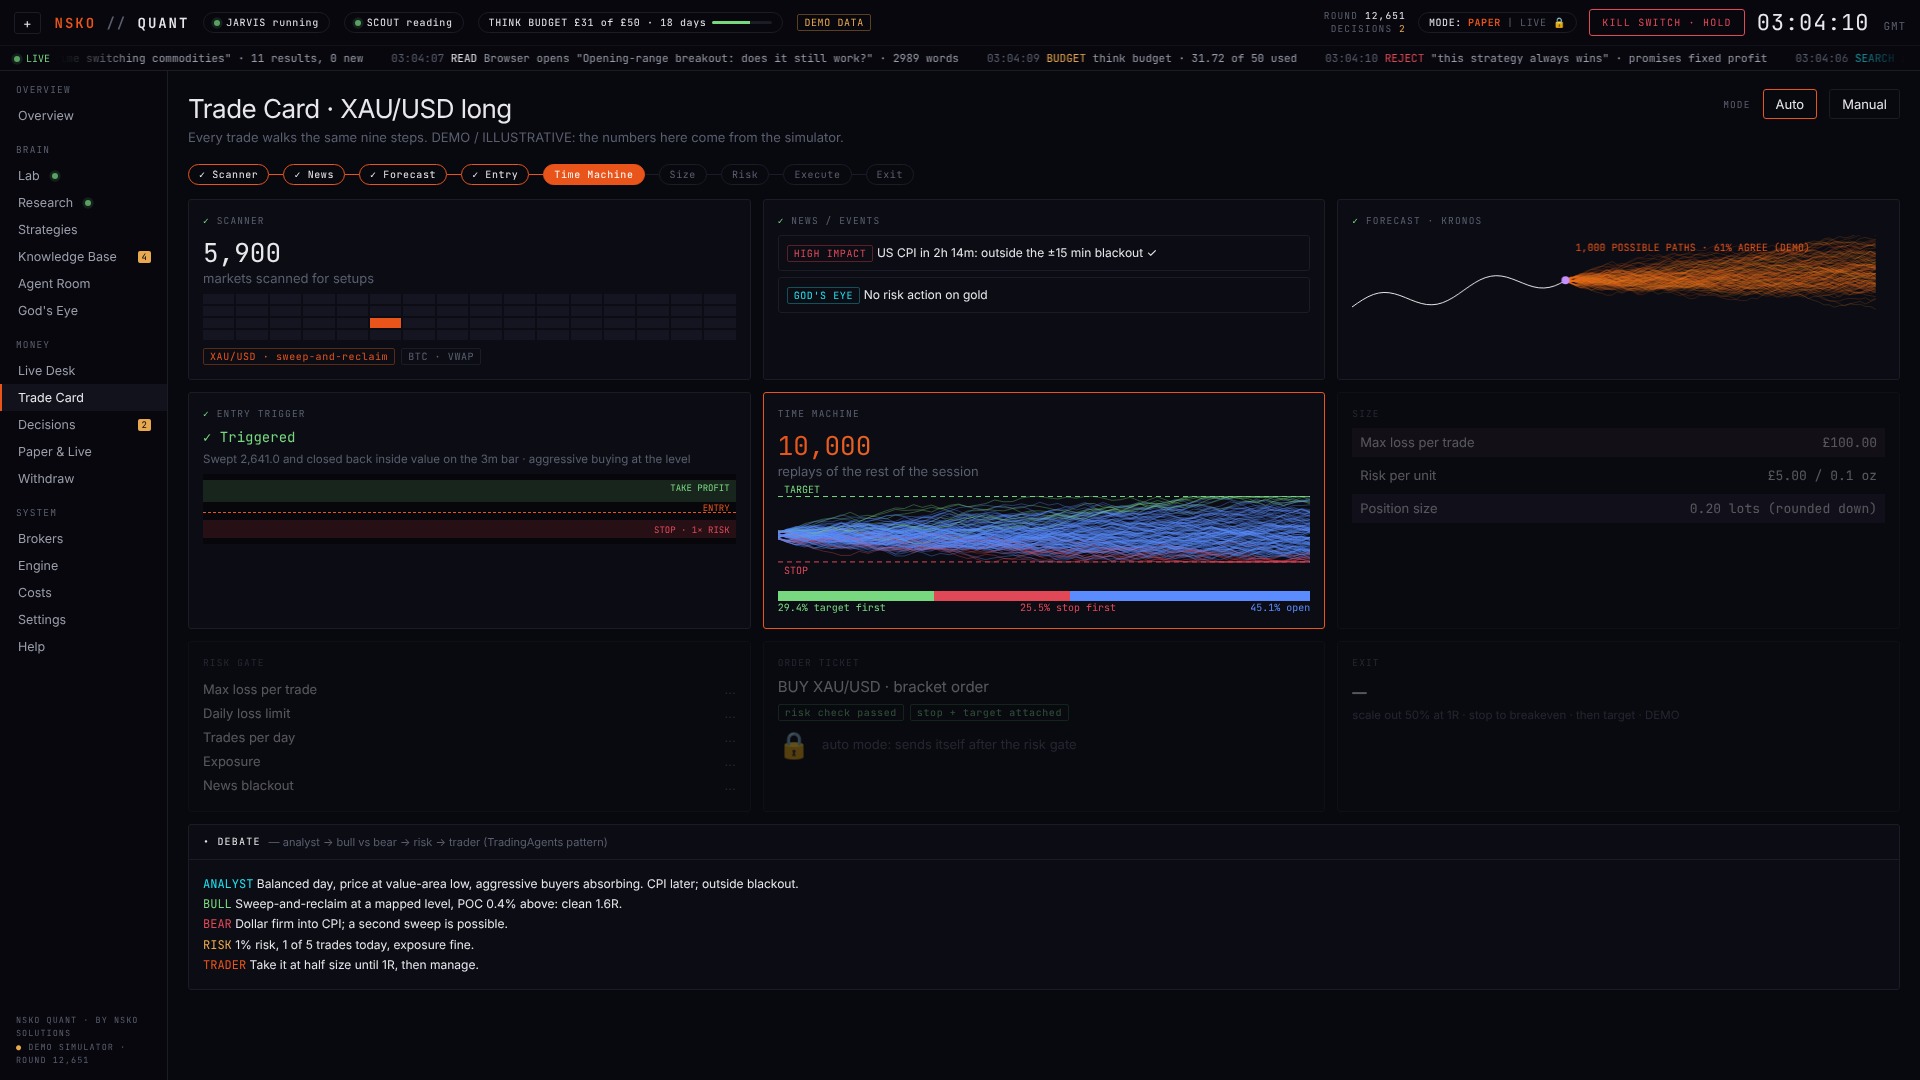 + NSKO // QUANT JARVIS running SCOUT reading THINK BUDGET £31 of £50 · 18 days DEMO DATA ROUND 12,651 DECISIONS 2 MODE: PAPER | LIVE KILL SWITCH · HOLD 03:04:10 GMT
LIVE switching commodities" · 11 results, 0 new 03:04:07 READ Browser opens "Opening-range breakout: does it still work?" · 2989 words 03:04:09 BUDGET think budget · 31.72 of 50 used 03:04:10 REJECT "this strategy always wins" · promises fixed profit 03:04:06 SEARCH
OVERVIEW
Overview
BRAIN
Lab
Research
Strategies
Knowledge Base 4
Agent Room
God's Eye
MONEY
Live Desk
Trade Card
Decisions 2
Paper & Live
Withdraw
SYSTEM
Brokers
Engine
Costs
Settings
Help
NSKO QUANT · BY NSKO
SOLUTIONS
DEMO SIMULATOR ·
ROUND 12,651
Trade Card · XAU/USD long
MODE Auto Manual
Every trade walks the same nine steps. DEMO / ILLUSTRATIVE: the numbers here come from the simulator.
✓ Scanner ✓ News ✓ Forecast ✓ Entry Time Machine Size Risk Execute Exit
✓ SCANNER
5,900
markets scanned for setups
XAU/USD · sweep-and-reclaim BTC · VWAP
✓ NEWS / EVENTS
HIGH IMPACT US CPI in 2h 14m: outside the ±15 min blackout ✓
GOD'S EYE No risk action on gold
✓ FORECAST · KRONOS
1,000 POSSIBLE PATHS · 61% AGREE (DEMO)
✓ ENTRY TRIGGER
✓ Triggered
Swept 2,641.0 and closed back inside value on the 3m bar · aggressive buying at the level
TAKE PROFIT
ENTRY
STOP · 1× RISK
TIME MACHINE
10,000
replays of the rest of the session
TARGET
STOP
29.4% target first 25.5% stop first 45.1% open
SIZE
Max loss per trade £100.00
Risk per unit £5.00 / 0.1 oz
Position size 0.20 lots (rounded down)
RISK GATE
Max loss per trade …
Daily loss limit …
Trades per day …
Exposure …
News blackout …
ORDER TICKET
BUY XAU/USD · bracket order
risk check passed stop + target attached
auto mode: sends itself after the risk gate
EXIT
—
scale out 50% at 1R · stop to breakeven · then target · DEMO
• DEBATE — analyst → bull vs bear → risk → trader (TradingAgents pattern)
ANALYST Balanced day, price at value-area low, aggressive buyers absorbing. CPI later; outside blackout.
BULL Sweep-and-reclaim at a mapped level, POC 0.4% above: clean 1.6R.
BEAR Dollar firm into CPI; a second sweep is possible.
RISK 1% risk, 1 of 5 trades today, exposure fine.
TRADER Take it at half size until 1R, then manage.